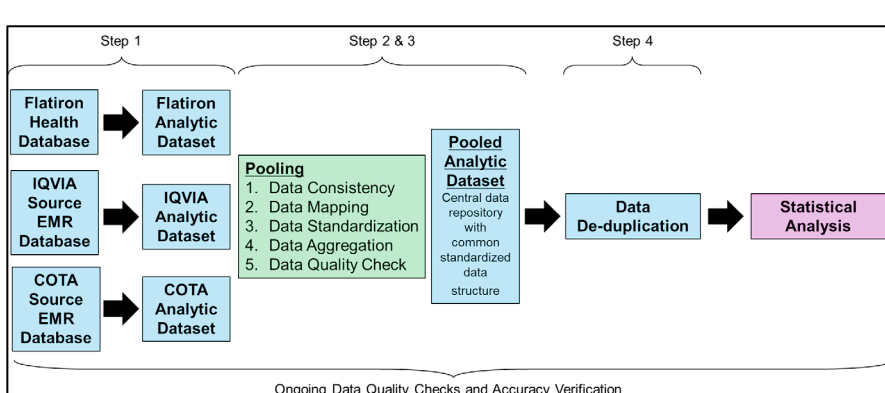 Step 1
Step 2 & 3
Step 4
Flatiron
Health
Database
Flatiron
Analytic
Dataset
IQVIA
Source
EMR
Database
IQVIA
Analytic
Dataset
COTA
Source
EMR
Database
COTA
Analytic
Dataset
Pooling
1. Data Consistency
2. Data Mapping
3. Data Standardization
4. Data Aggregation
5. Data Quality Check
Pooled
Analytic
Dataset
Central data
repository
with
common
standardized
data
structure
Data
De-duplication
Statistical
Analysis
Ongoing Data Quality Checks and Accuracy Verification